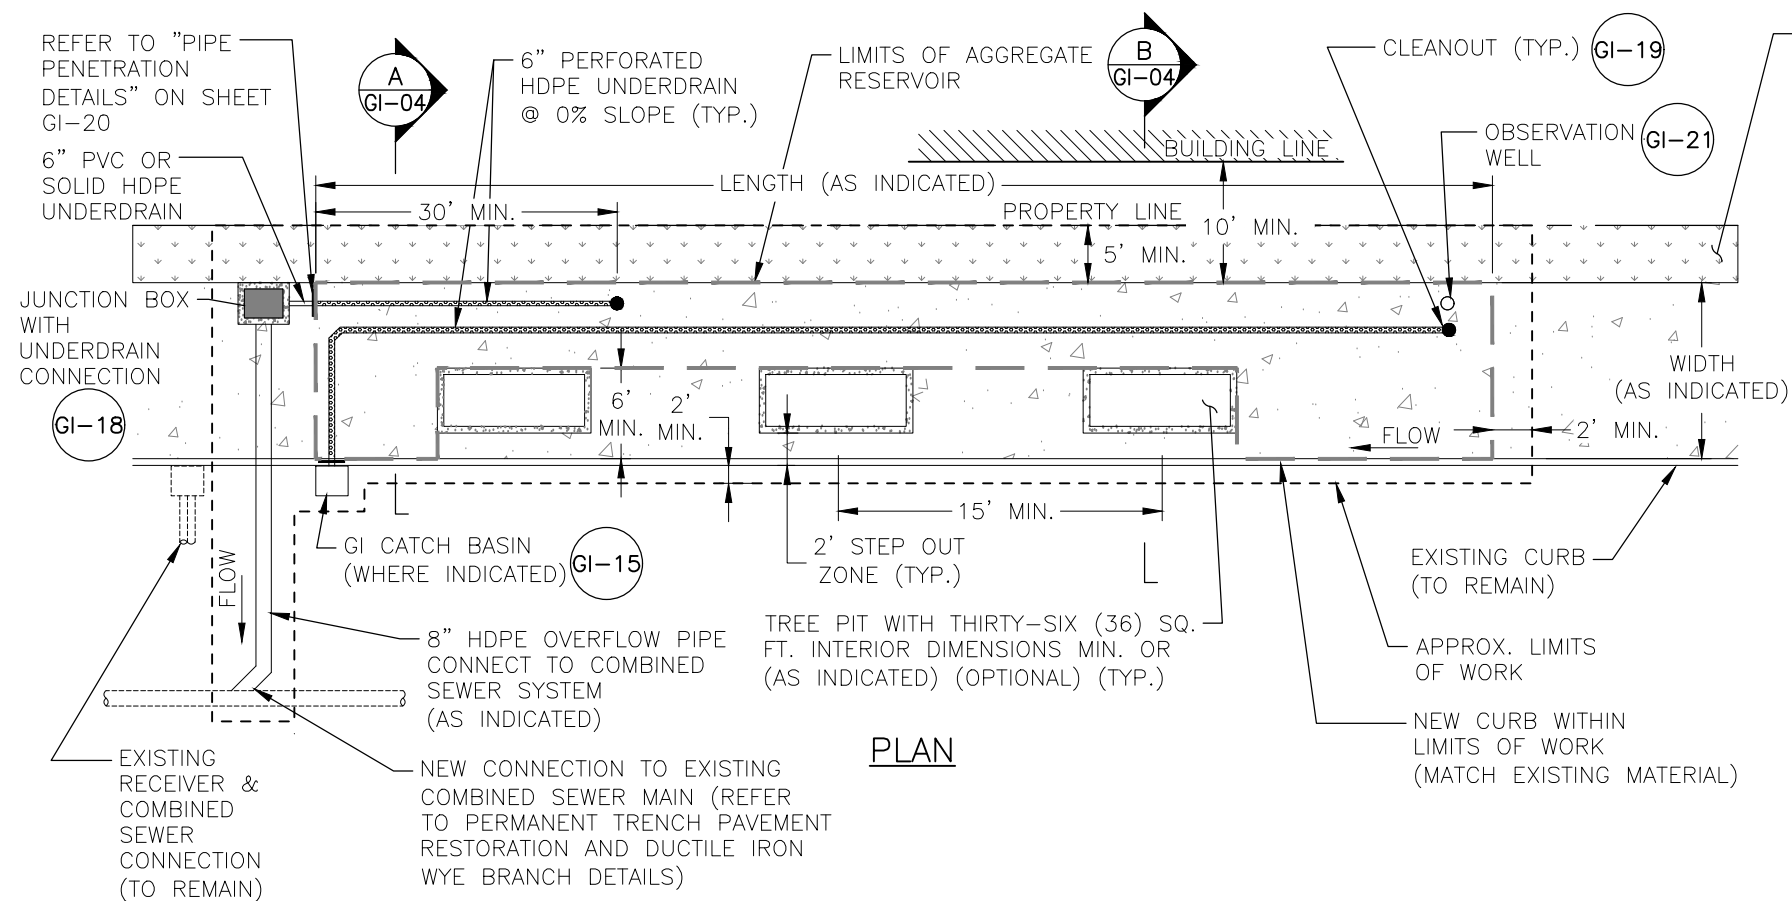 REFER TO "PIPE
PENETRATION
DETAILS" ON SHEET
GI-20
6" PVC OR
SOLID HDPE
UNDERDRAIN
A
GI-04
6" PERFORATED
HDPE UNDERDRAIN
@ 0% SLOPE (TYP.)
LIMITS OF AGGREGATE
RESERVOIR
B
GI-04
CLEANOUT (TYP.)
GI-19
OBSERVATION
WELL
GI-21
BUILDING LINE
LENGTH (AS INDICATED)
30' MIN.
PROPERTY LINE
10' MIN.
5' MIN.
JUNCTION BOX
WITH
UNDERDRAIN
CONNECTION
GI-18
WIDTH
(AS INDICATED)
6'
MIN.
2'
MIN.
FLOW
2' MIN.
15' MIN.
GI CATCH BASIN
(WHERE INDICATED)
GI-15
2' STEP OUT
ZONE (TYP.)
EXISTING CURB
(TO REMAIN)
FLOW
8" HDPE OVERFLOW PIPE
CONNECT TO COMBINED
SEWER SYSTEM
(AS INDICATED)
TREE PIT WITH THIRTY-SIX (36) SQ.
FT. INTERIOR DIMENSIONS MIN. OR
(AS INDICATED) (OPTIONAL) (TYP.)
APPROX. LIMITS
OF WORK
NEW CURB WITHIN
LIMITS OF WORK
(MATCH EXISTING MATERIAL)
EXISTING
RECEIVER &
COMBINED
SEWER
CONNECTION
(TO REMAIN)
NEW CONNECTION TO EXISTING
COMBINED SEWER MAIN (REFER
TO PERMANENT TRENCH PAVEMENT
RESTORATION AND DUCTILE IRON
WYE BRANCH DETAILS)
PLAN